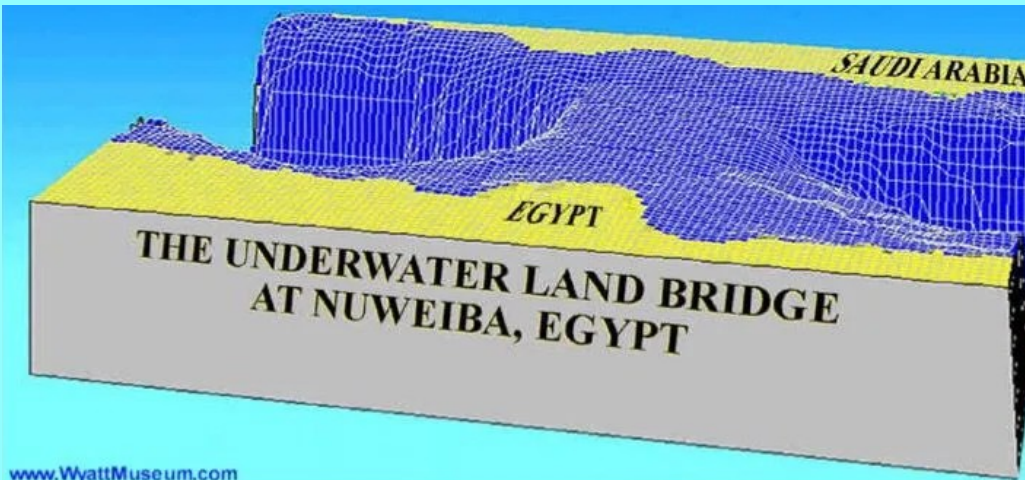 SAUDI ARABIA
EGYPT
THE UNDERWATER LAND BRIDGE
AT NUWEIBA, EGYPT
www.WyattMuseum.com